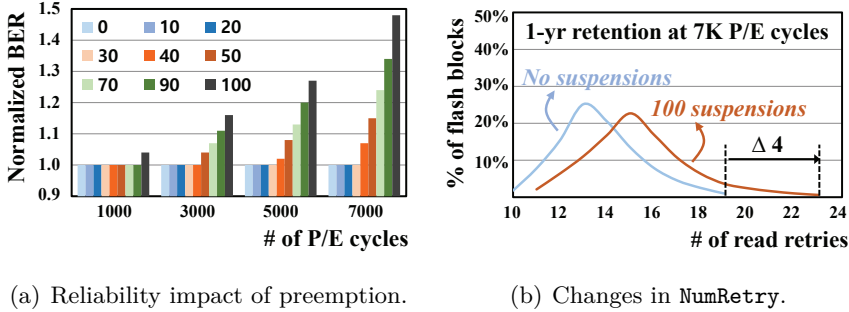 Normalized BER
1.5
1.4
1.3
1.2
1.1
1.0
0.9
0 10 20
30 40 50
70 90 100
1000 3000 5000 7000
# of P/E cycles
(a) Reliability impact of preemption.
% of flash blocks
50%
40%
30%
20%
10%
1-yr retention at 7K P/E cycles
No suspensions
100 suspensions
Δ 4
10 12 14 16 18 20 22 24
# of read retries
(b) Changes in NumRetry.